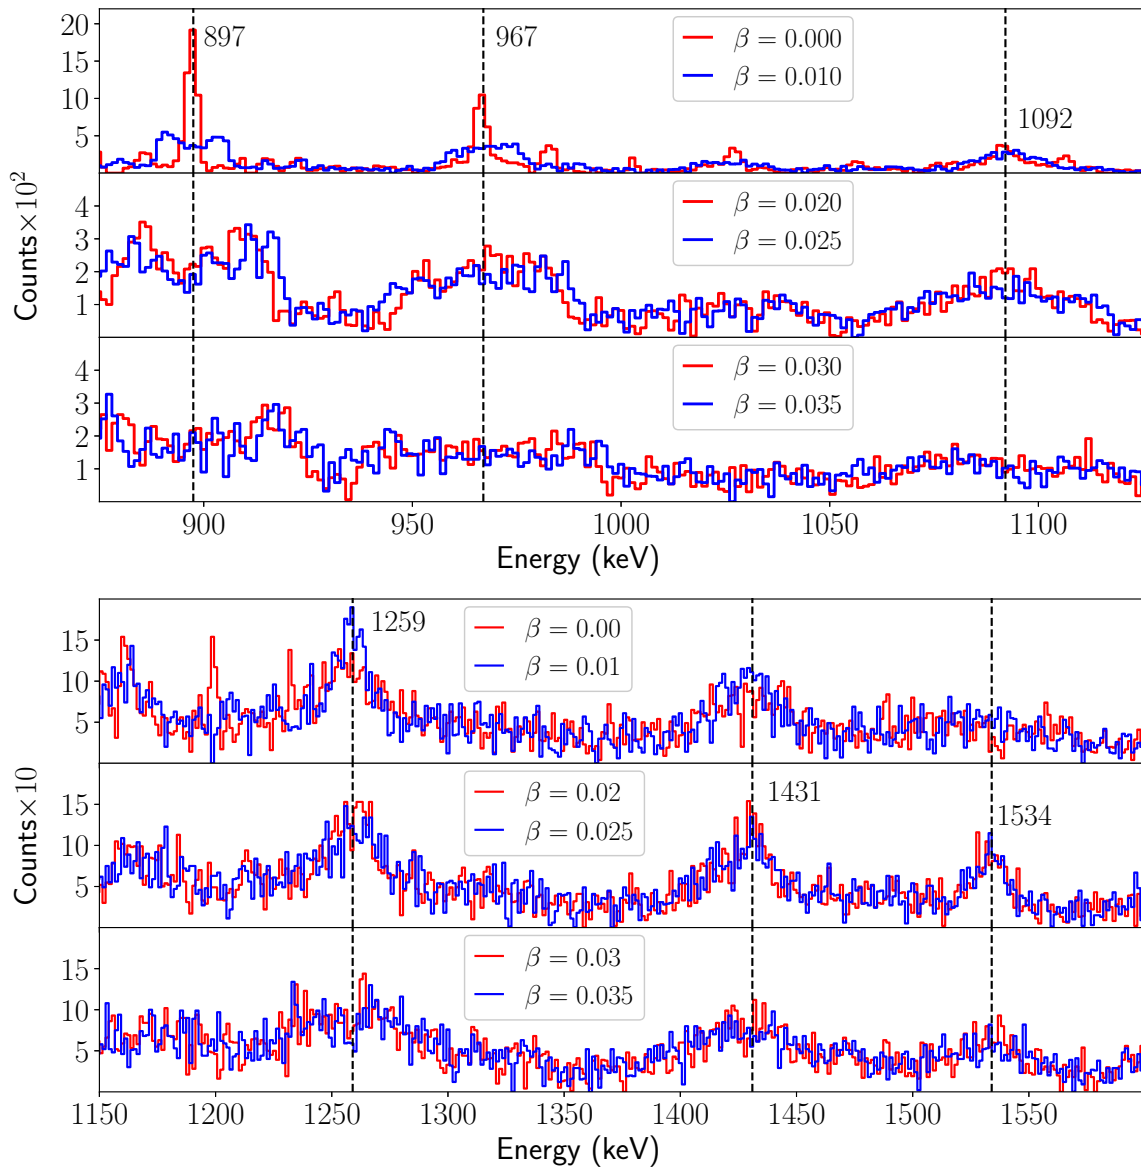 20
15
10
5
897
967
1092
β = 0.000
β = 0.010
4
3
2
1
β = 0.020
β = 0.025
4
3
2
1
β = 0.030
β = 0.035
Counts×10²
900 950 1000 1050 1100
Energy (keV)
15
10
5
1259
β = 0.00
β = 0.01
15
10
5
β = 0.02
β = 0.025
1431
1534
15
10
5
β = 0.03
β = 0.035
Counts×10
1150 1200 1250 1300 1350 1400 1450 1500 1550
Energy (keV)